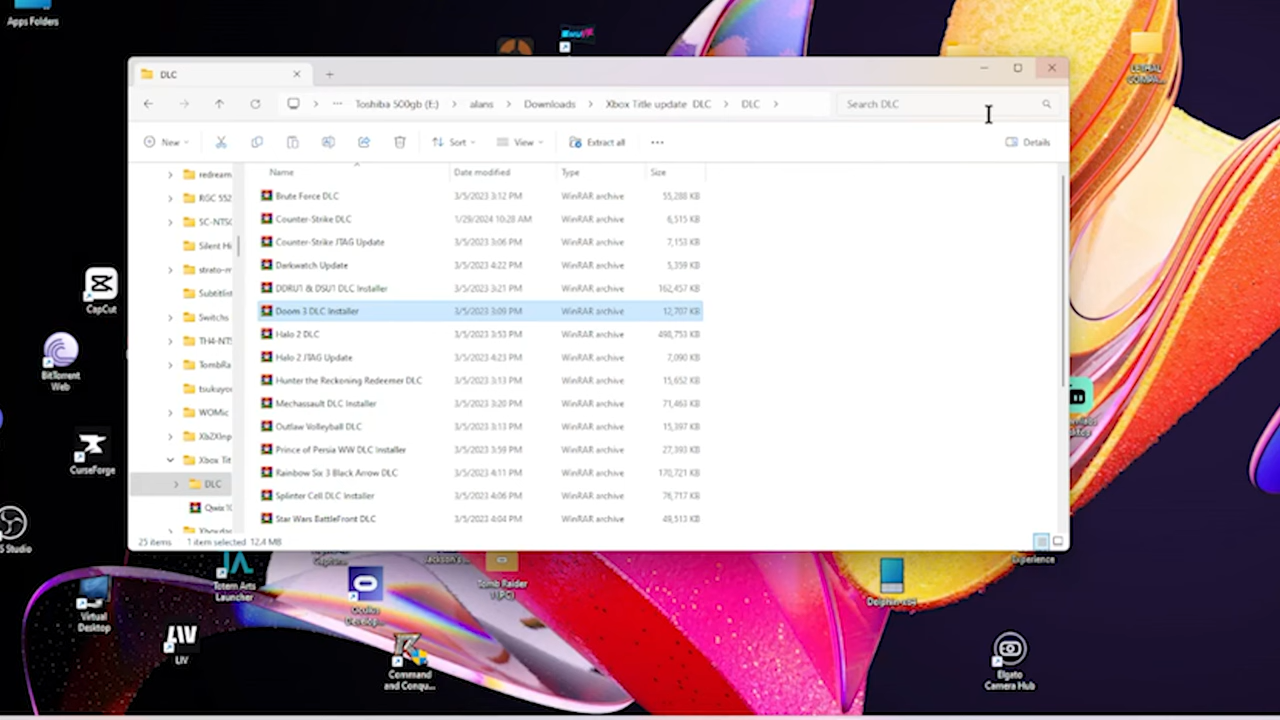 Apps Folders
DLC
Toshiba 500gb (E:) > alans > Downloads > Xbox Title update DLC > DLC >
Search DLC
New
Sort
View
Extract all
Details
Name Date modified Type Size
redream
RGC 552
SC-NTSC
Silent Hi
strato-m
Subtitlin
Switchs
TH4-NTS
TombRa
tsukuyo
WOMic
XbZXInp
Xbox Tit
DLC
Brute Force DLC 3/5/2023 3:12 PM WinRAR archive 55,288 KB
Counter-Strike DLC 1/29/2024 10:28 AM WinRAR archive 6,515 KB
Counter-Strike JTAG Update 3/5/2023 3:06 PM WinRAR archive 7,153 KB
Darkwatch Update 3/5/2023 4:22 PM WinRAR archive 5,359 KB
DDRU1 & DSU1 DLC Installer 3/5/2023 3:21 PM WinRAR archive 162,457 KB
Doom 3 DLC Installer 3/5/2023 3:09 PM WinRAR archive 12,707 KB
Halo 2 DLC 3/5/2023 3:53 PM WinRAR archive 498,753 KB
Halo 2 JTAG Update 3/5/2023 4:23 PM WinRAR archive 7,090 KB
Hunter the Reckoning Redeemer DLC 3/5/2023 3:13 PM WinRAR archive 15,652 KB
Mechassault DLC Installer 3/5/2023 3:20 PM WinRAR archive 71,463 KB
Outlaw Volleyball DLC 3/5/2023 3:13 PM WinRAR archive 15,397 KB
Prince of Persia WW DLC Installer 3/5/2023 3:59 PM WinRAR archive 27,393 KB
Rainbow Six 3 Black Arrow DLC 3/5/2023 4:11 PM WinRAR archive 170,721 KB
Splinter Cell DLC Installer 3/5/2023 4:06 PM WinRAR archive 76,717 KB
Star Wars BattleFront DLC 3/5/2023 4:04 PM WinRAR archive 49,513 KB
25 items 1 item selected 12.4 MB
CapCut
BitTorrent
Web
CurseForge
S Studio
Virtual
Desktop
Totem Arts
Launcher
LIV
Oculus
Develop...
Command
and Conqu...
Tomb Raider
1 (PC)
Dolphin-x64
Experience
Elgato
Camera Hub
LETHAL
COMPA...